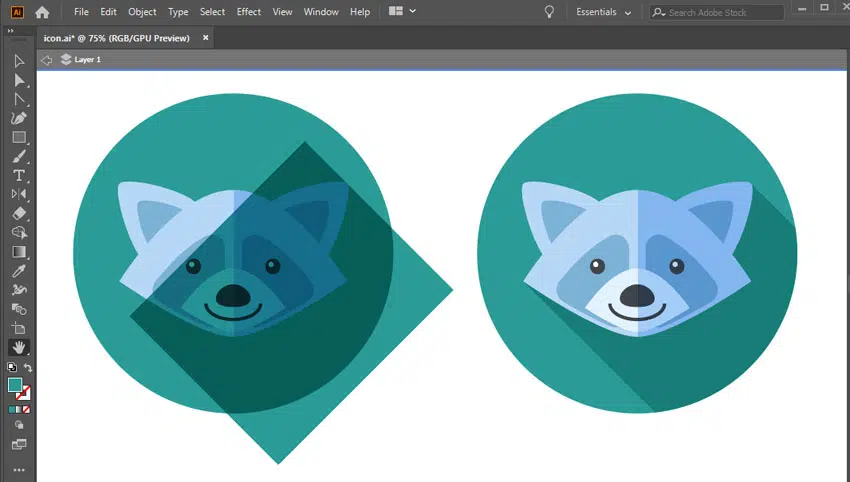 Ai File Edit Object Type Select Effect View Window Help Essentials Search Adobe Stock
icon.ai* @ 75% (RGB/GPU Preview) ×
Layer 1
T